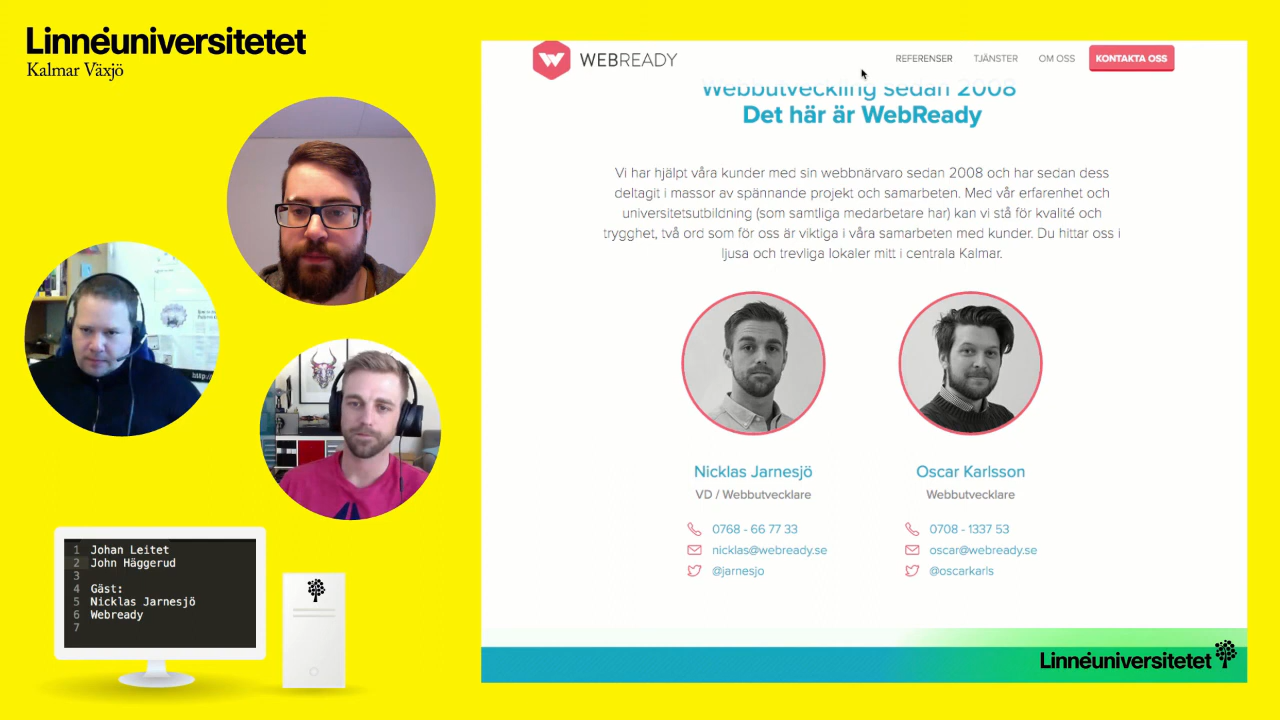 Linnéuniversitetet
Kalmar Växjö
WEBREADY
REFERENSER
TJÄNSTER
OM OSS
KONTAKTA OSS
Webbutveckling sedan 2008
Det här är WebReady
Vi har hjälpt våra kunder med sin webbnärvaro sedan 2008 och har sedan dess
deltagit i massor av spännande projekt och samarbeten. Med vår erfarenhet och
universitetsutbildning (som samtliga medarbetare har) kan vi stå för kvalité och
trygghet, två ord som för oss är viktiga i våra samarbeten med kunder. Du hittar oss i
ljusa och trevliga lokaler mitt i centrala Kalmar.
Nicklas Jarnesjö
VD / Webbutvecklare
0768 - 66 77 33
nicklas@webready.se
@jarnesjo
Oscar Karlsson
Webbutvecklare
0708 - 1337 53
oscar@webready.se
@oscarkarls
1 Johan Leitet
2 John Häggerud
3
4 Gäst:
5 Nicklas Jarnesjö
6 Webready
7
Linnéuniversitetet